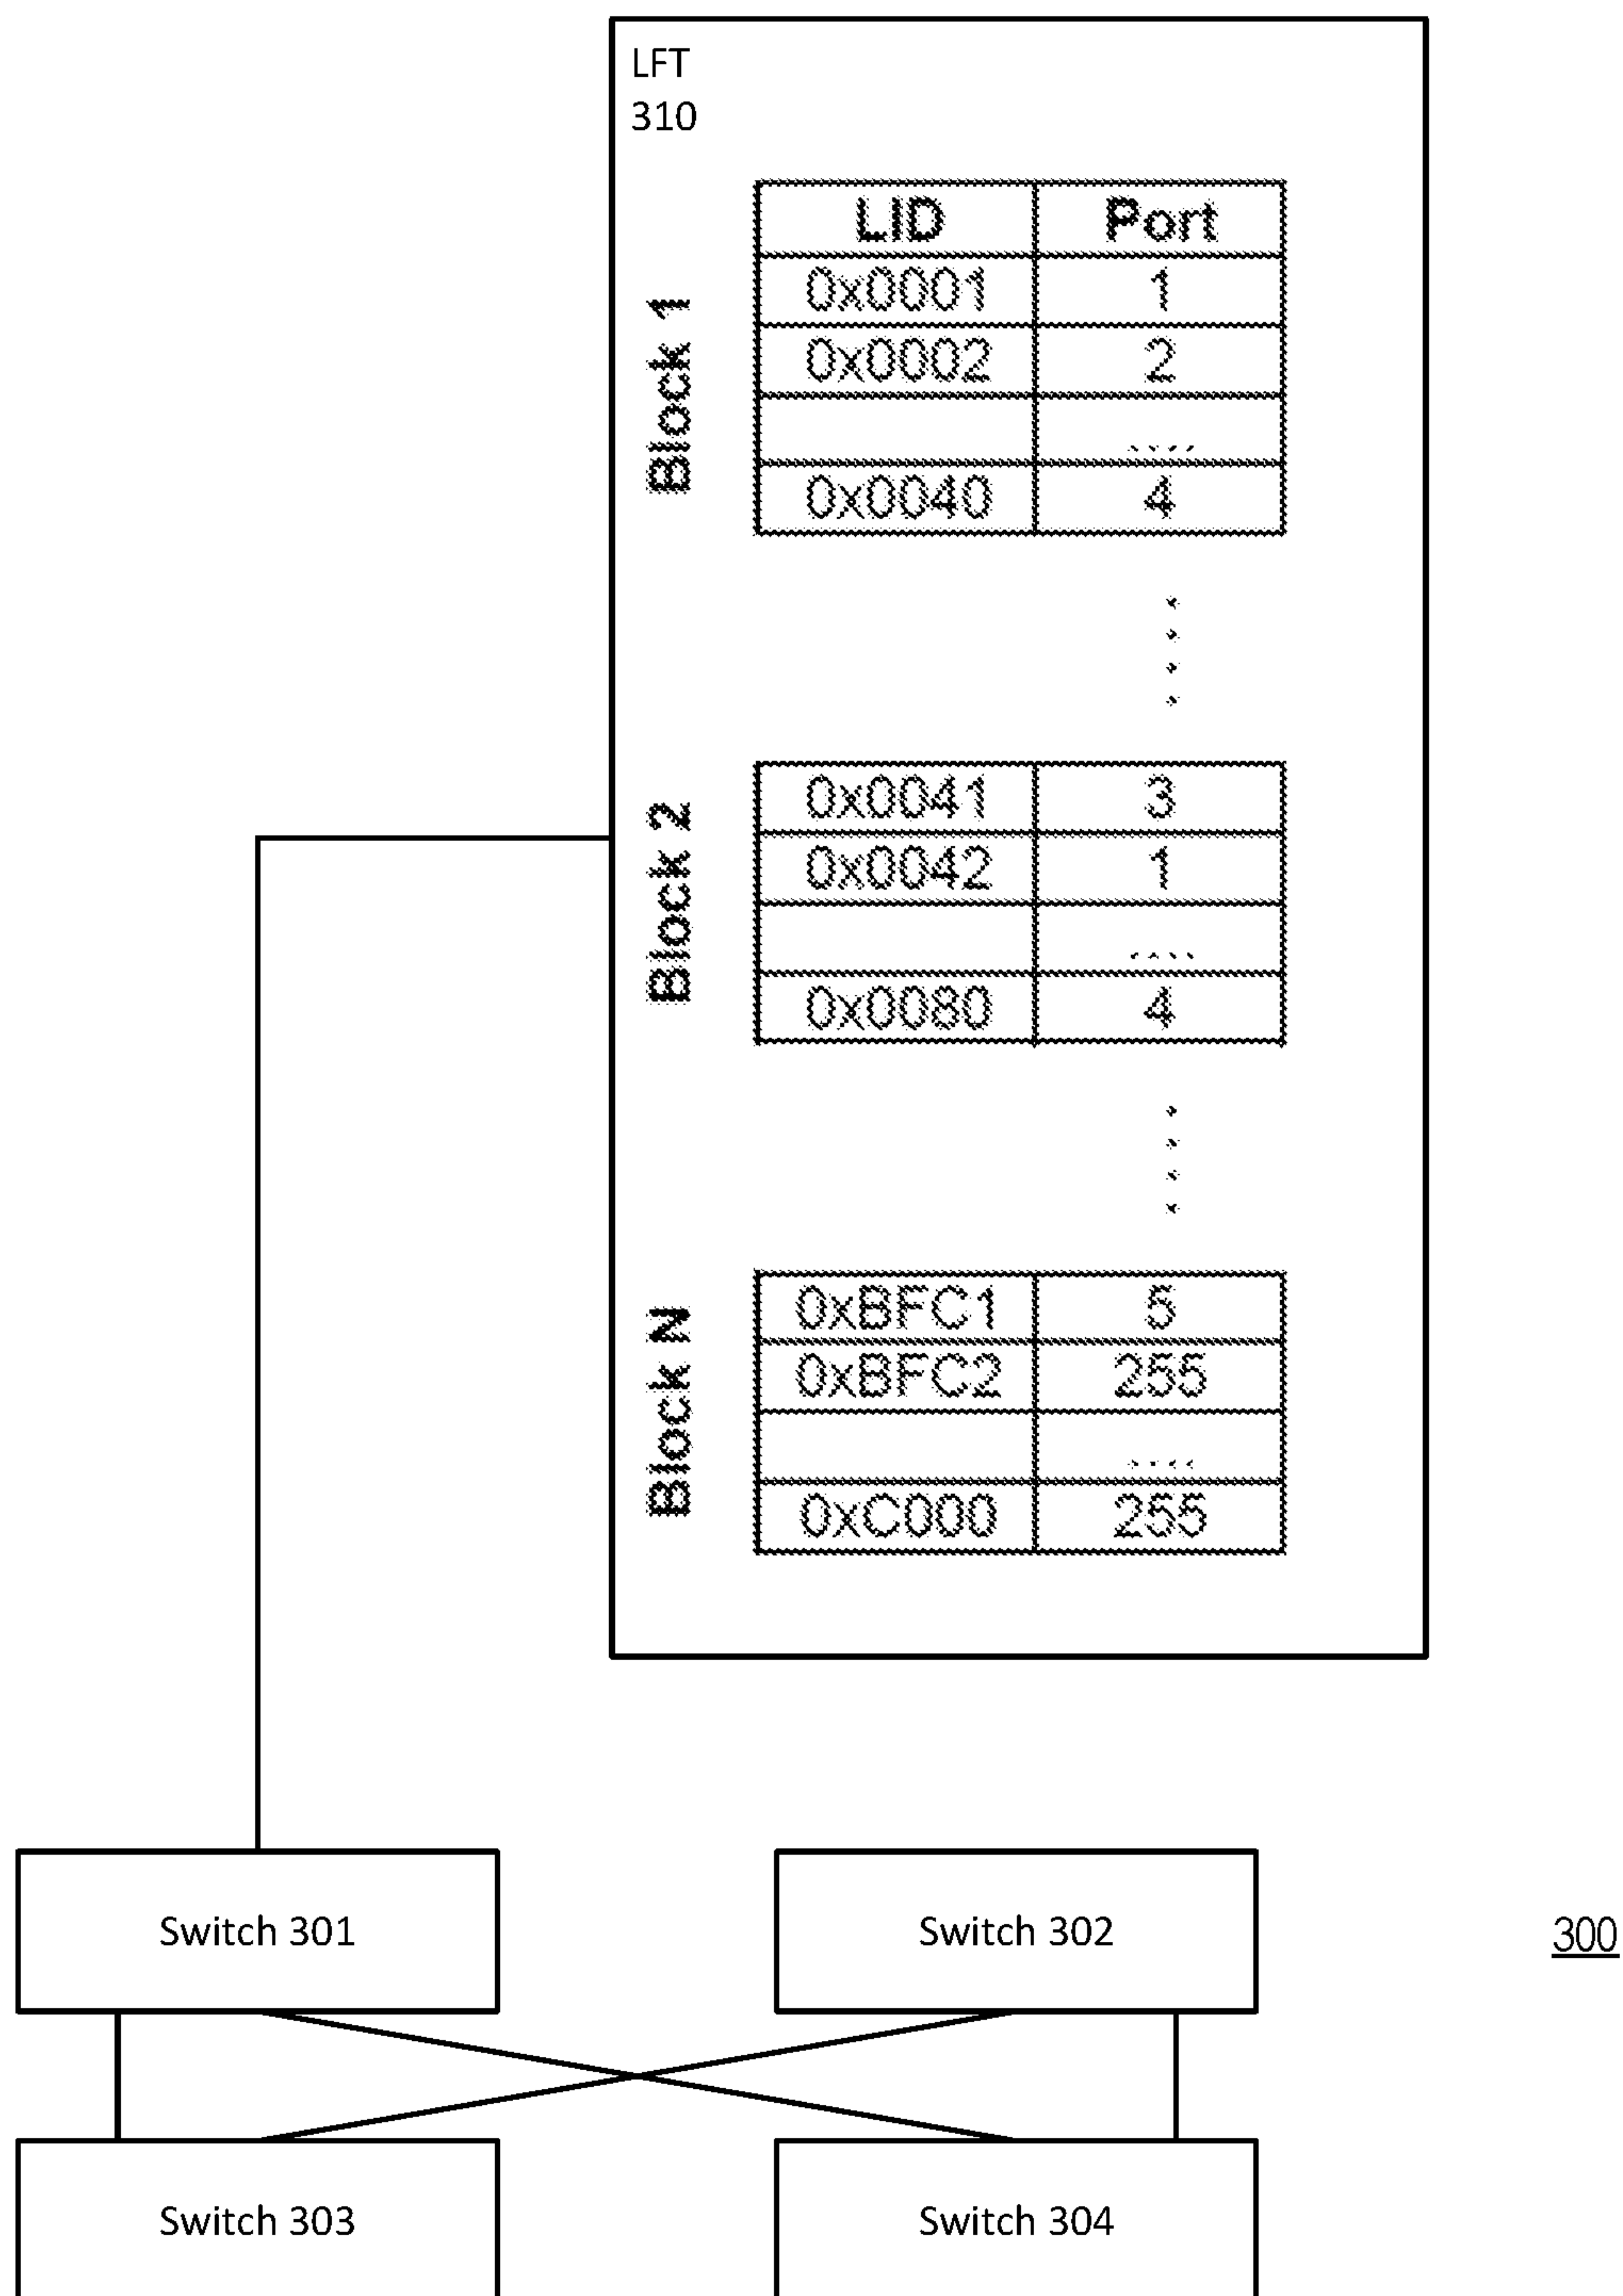 LFT
310
Block 1
LID Port
0x0001 1
0x0002 2
....
0x0040 4
Block 2
0x0041 3
0x0042 1
....
0x0080 4
Block N
0xBFC1 5
0xBFC2 255
....
0xC000 255
Switch 301 Switch 302
300
Switch 303 Switch 304